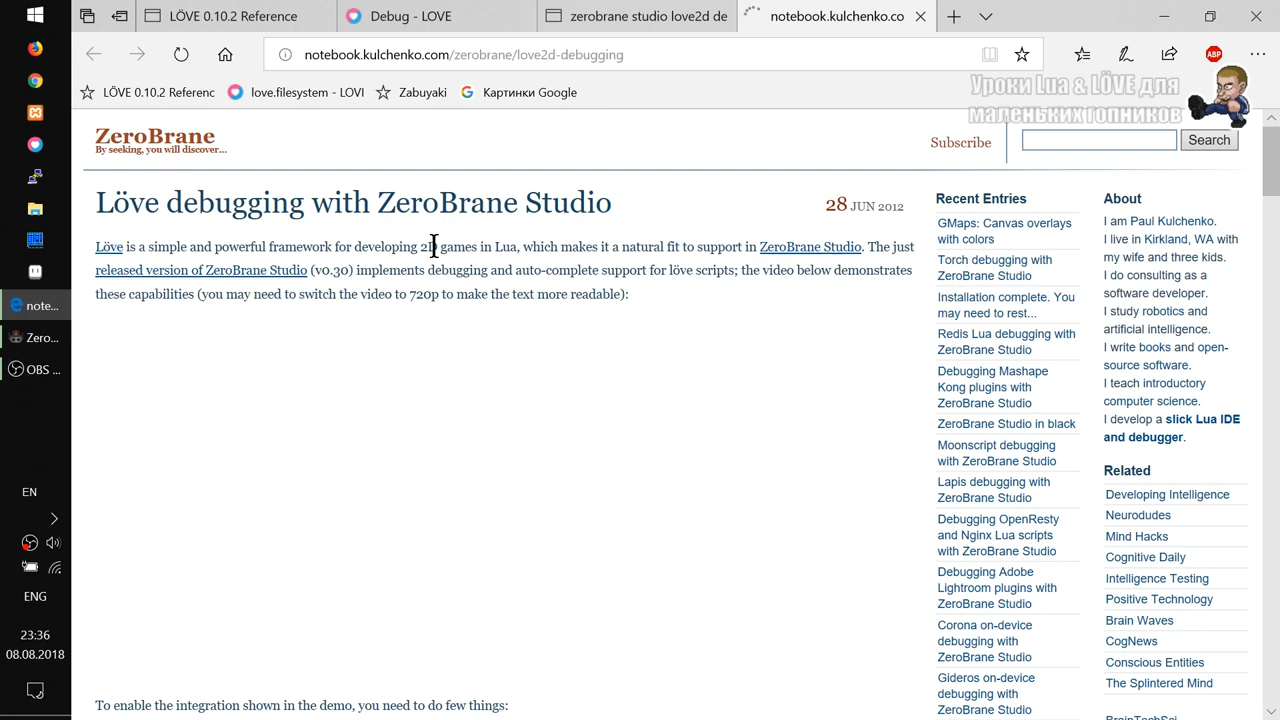 LÖVE 0.10.2 Reference
Debug - LOVE
zerobrane studio love2d de
notebook.kulchenko.co
notebook.kulchenko.com/zerobrane/love2d-debugging
ABP
LÖVE 0.10.2 Referenc
love.filesystem - LOVI
Zabuyaki
G
Картинки Google
Уроки Lua & LÖVE для
маленьких гопников
ZeroBrane
By seeking, you will discover...
Subscribe
Search
Löve debugging with ZeroBrane Studio
28 JUN 2012
Löve is a simple and powerful framework for developing 2D games in Lua, which makes it a natural fit to support in ZeroBrane Studio. The just
released version of ZeroBrane Studio (v0.30) implements debugging and auto-complete support for löve scripts; the video below demonstrates
these capabilities (you may need to switch the video to 720p to make the text more readable):
To enable the integration shown in the demo, you need to do few things:
Recent Entries
GMaps: Canvas overlays
with colors
Torch debugging with
ZeroBrane Studio
Installation complete. You
may need to rest...
Redis Lua debugging with
ZeroBrane Studio
Debugging Mashape
Kong plugins with
ZeroBrane Studio
ZeroBrane Studio in black
Moonscript debugging
with ZeroBrane Studio
Lapis debugging with
ZeroBrane Studio
Debugging OpenResty
and Nginx Lua scripts
with ZeroBrane Studio
Debugging Adobe
Lightroom plugins with
ZeroBrane Studio
Corona on-device
debugging with
ZeroBrane Studio
Gideros on-device
debugging with
ZeroBrane Studio
About
I am Paul Kulchenko.
I live in Kirkland, WA with
my wife and three kids.
I do consulting as a
software developer.
I study robotics and
artificial intelligence.
I write books and open-
source software.
I teach introductory
computer science.
I develop a slick Lua IDE
and debugger.
Related
Developing Intelligence
Neurodudes
Mind Hacks
Cognitive Daily
Intelligence Testing
Positive Technology
Brain Waves
CogNews
Conscious Entities
The Splintered Mind
BrainTechSci
note...
Zero...
OBS ...
EN
ENG
23:36
08.08.2018